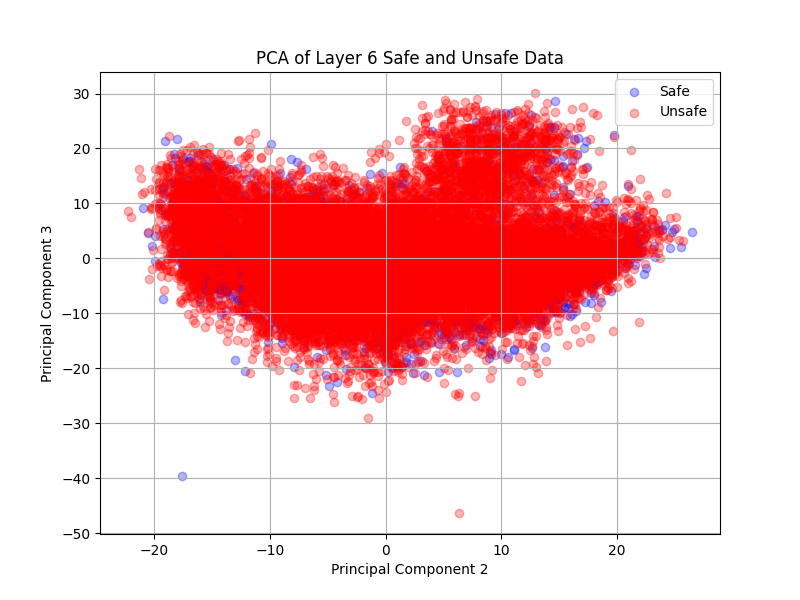 PCA of Layer 6 Safe and Unsafe Data
Safe
Unsafe
30
20
10
0
−10
−20
−30
−40
−50
−20
−10
0
10
20
Principal Component 3
Principal Component 2